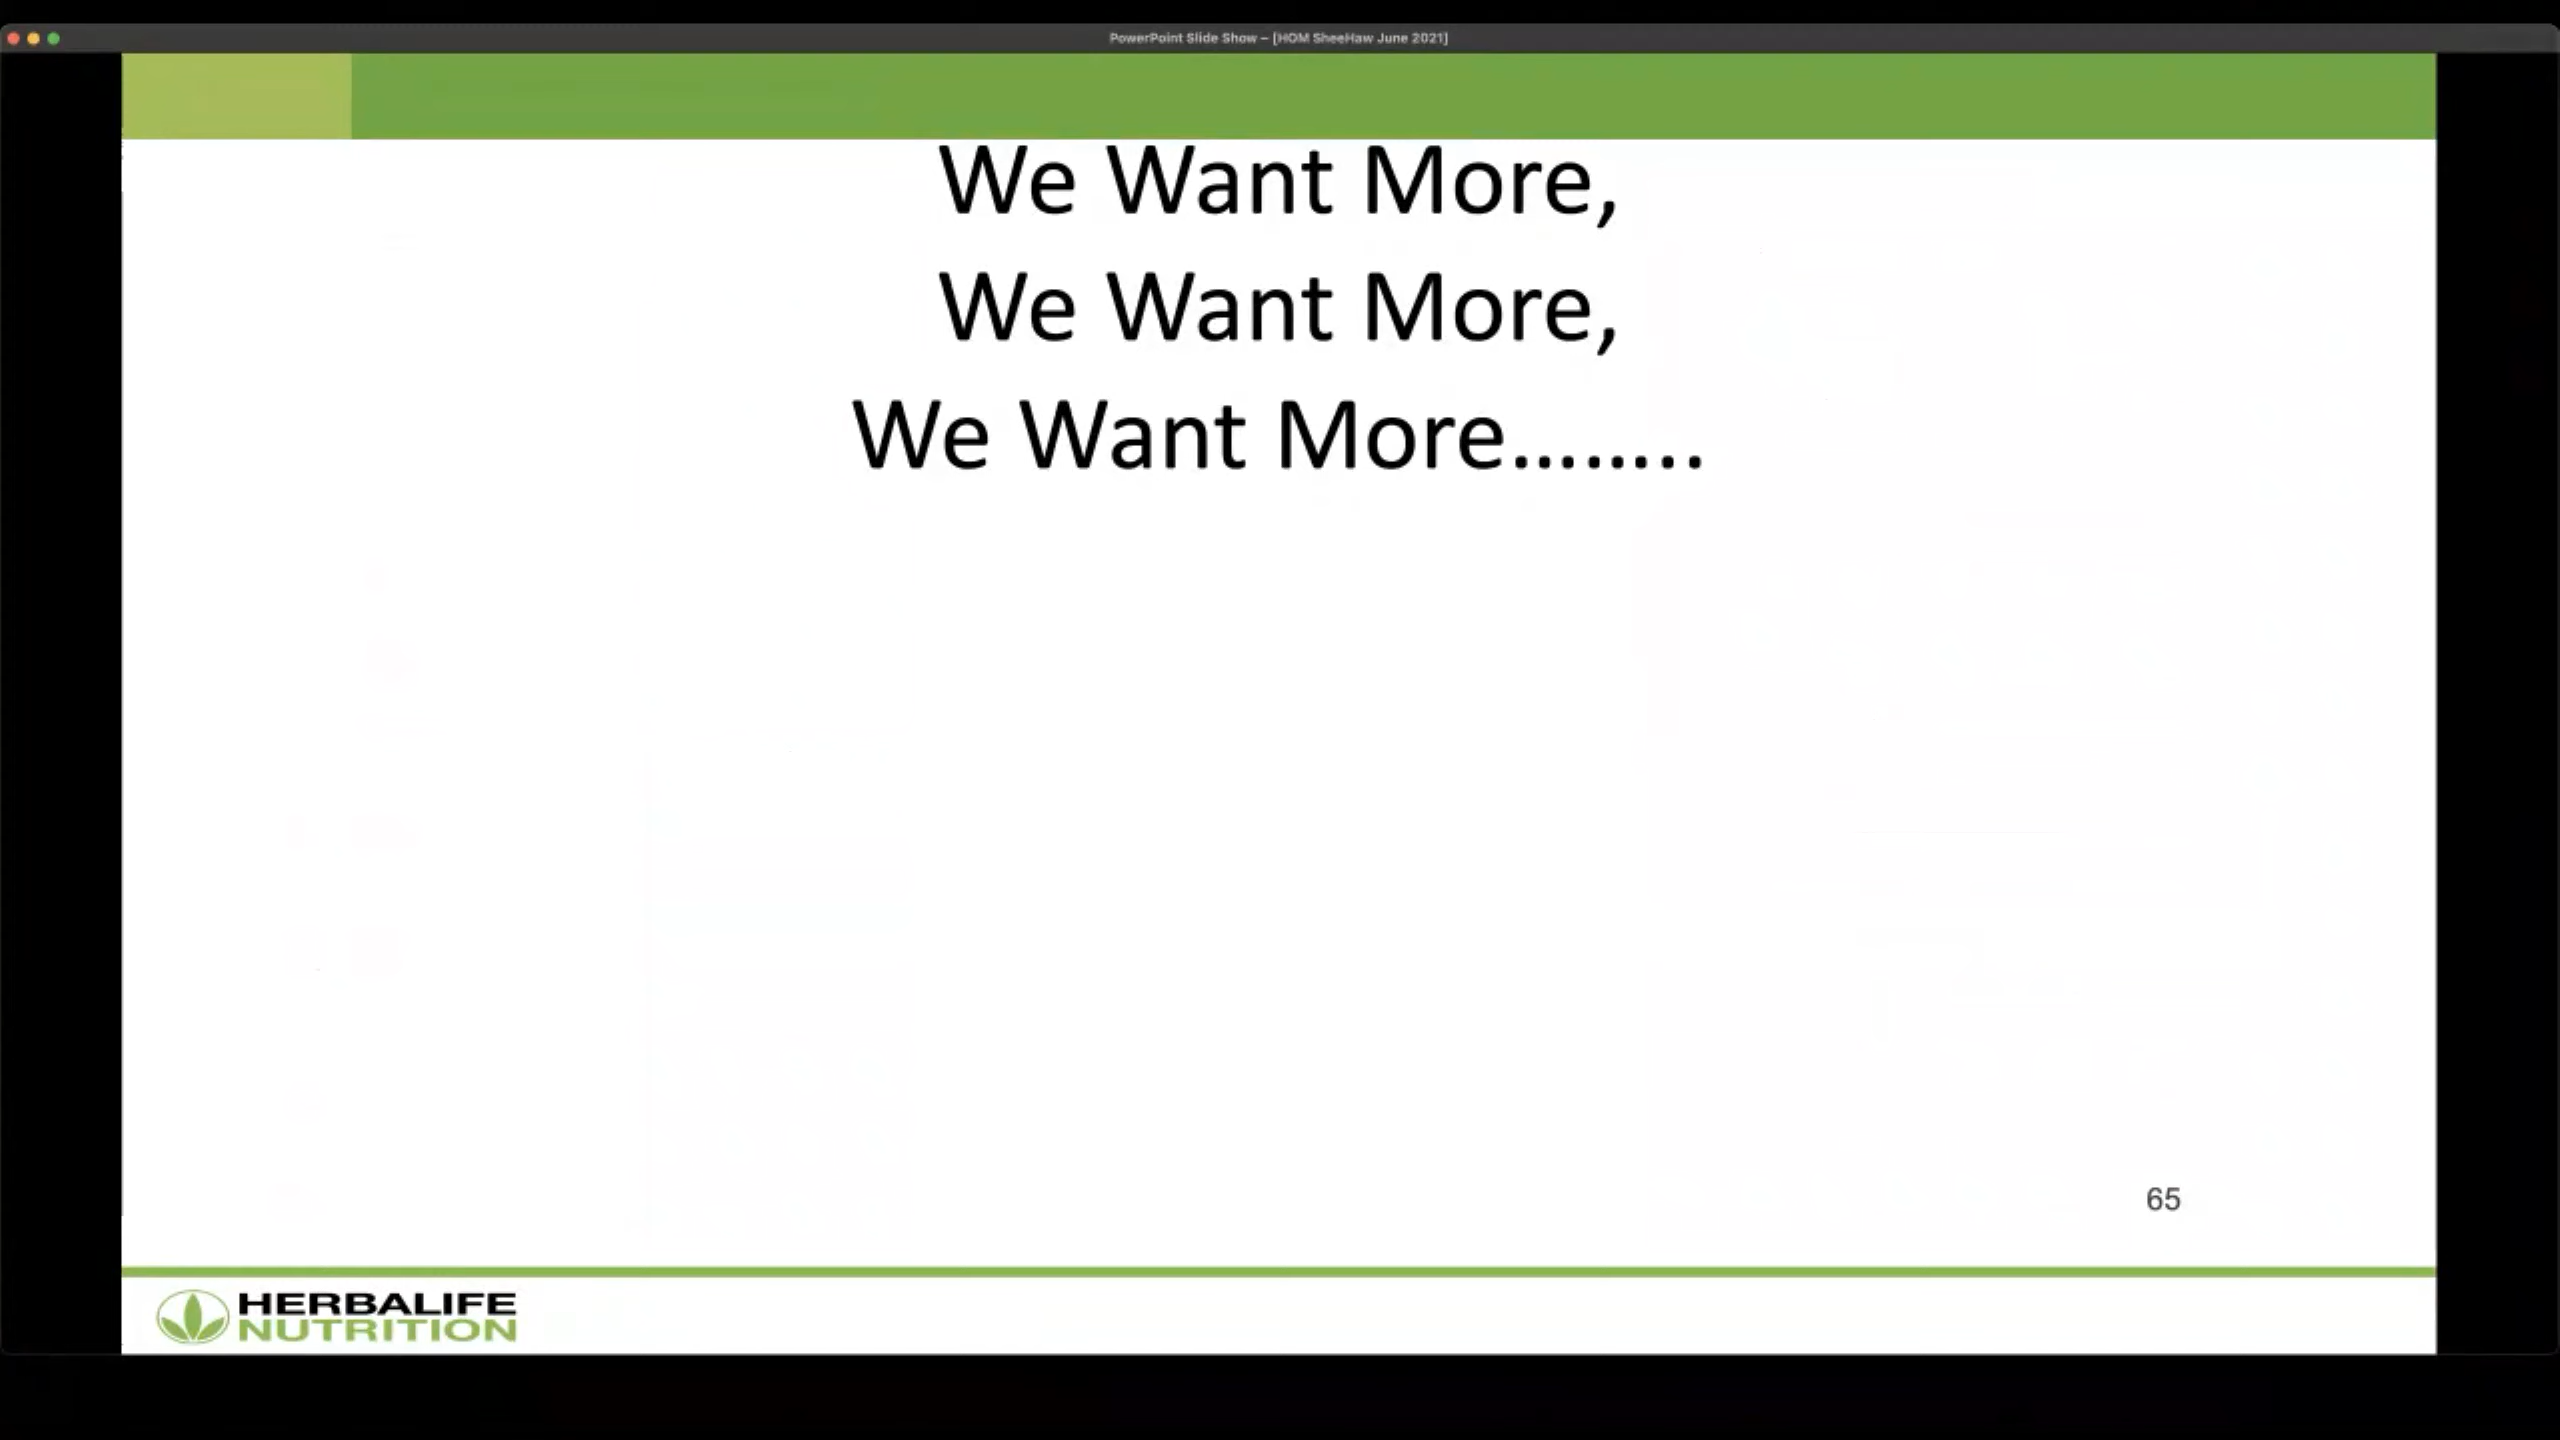 PowerPoint Slide Show – [HOM SheeHaw June 2021]
We Want More,
We Want More,
We Want More……..
65
HERBALIFE
NUTRITION